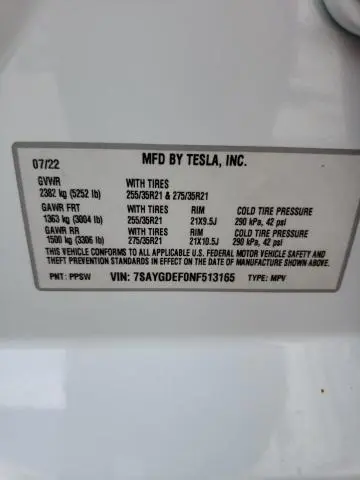 07/22 MFD BY TESLA, INC.
GVWR WITH TIRES
2382 kg (5252 lb) 255/35R21 & 275/35R21
GAWR FRT WITH TIRES RIM COLD TIRE PRESSURE
1363 kg (3004 lb) 255/35R21 21X9.5J 290 kPa, 42 psi
GAWR RR WITH TIRES RIM COLD TIRE PRESSURE
1500 kg (3306 lb) 275/35R21 21X10.5J 290 kPa, 42 psi
THIS VEHICLE CONFORMS TO ALL APPLICABLE U.S. FEDERAL MOTOR VEHICLE SAFETY AND
THEFT PREVENTION STANDARDS IN EFFECT ON THE DATE OF MANUFACTURE SHOWN ABOVE.
PNT: PPSW VIN: 7SAYGDEF0NF513165 TYPE: MPV